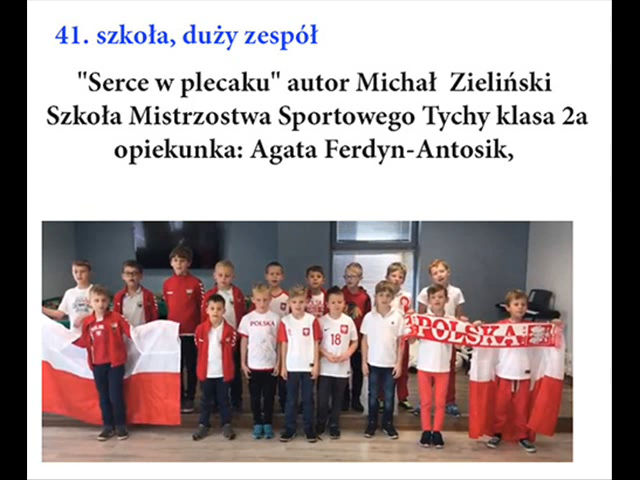 41. szkoła, duży zespół
"Serce w plecaku" autor Michał Zieliński
Szkoła Mistrzostwa Sportowego Tychy klasa 2a
opiekunka: Agata Ferdyn-Antosik,
POLSKA
POLSKA
18